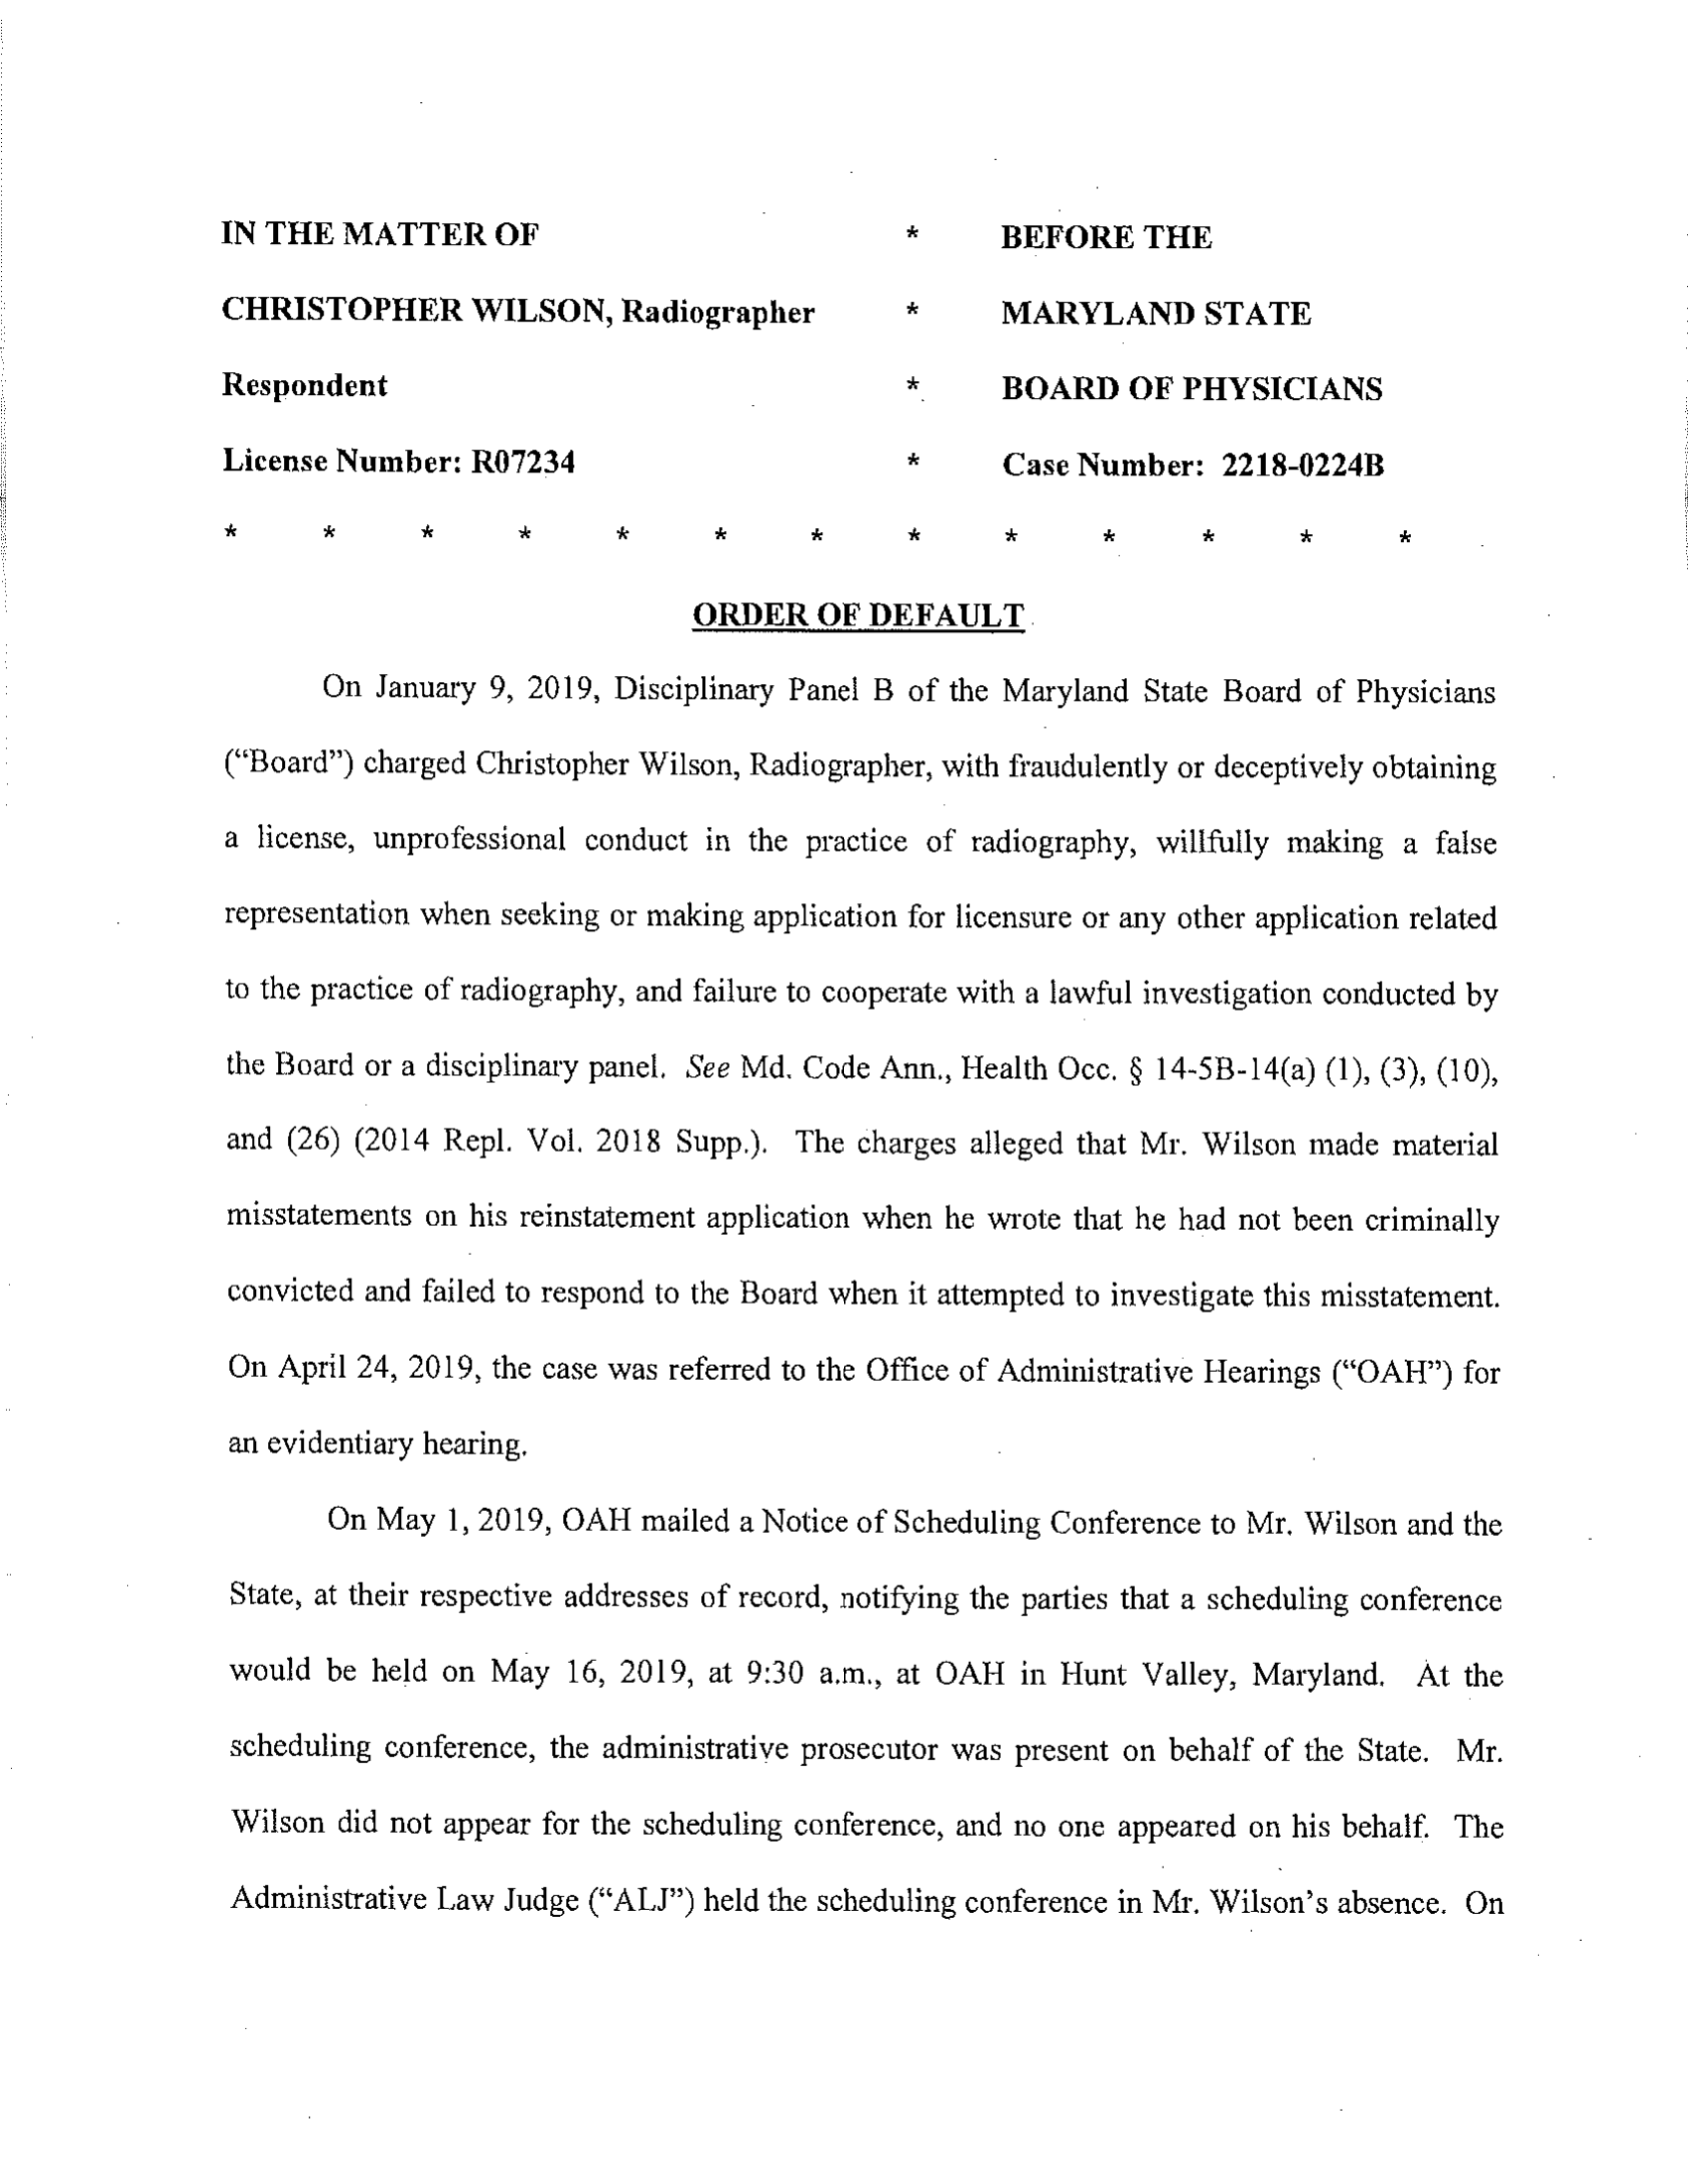 IN THE MATTER OF * BEFORE THE
CHRISTOPHER WILSON, Radiographer * MARYLAND STATE
Respondent * BOARD OF PHYSICIANS
License Number: R07234 * Case Number: 2218-0224B
* * * * * * * * * * * * *
ORDER OF DEFAULT
On January 9, 2019, Disciplinary Panel B of the Maryland State Board of Physicians
(“Board”) charged Christopher Wilson, Radiographer, with fraudulently or deceptively obtaining
a license, unprofessional conduct in the practice of radiography, willfully making a false
representation when seeking or making application for licensure or any other application related
to the practice of radiography, and failure to cooperate with a lawful investigation conducted by
the Board or a disciplinary panel. See Md. Code Ann., Health Occ. § 14-5B-14(a) (1), (3), (10),
and (26) (2014 Repl. Vol. 2018 Supp.). The charges alleged that Mr. Wilson made material
misstatements on his reinstatement application when he wrote that he had not been criminally
convicted and failed to respond to the Board when it attempted to investigate this misstatement.
On April 24, 2019, the case was referred to the Office of Administrative Hearings (“OAH”) for
an evidentiary hearing.
On May 1, 2019, OAH mailed a Notice of Scheduling Conference to Mr. Wilson and the
State, at their respective addresses of record, notifying the parties that a scheduling conference
would be held on May 16, 2019, at 9:30 a.m., at OAH in Hunt Valley, Maryland. At the
scheduling conference, the administrative prosecutor was present on behalf of the State. Mr.
Wilson did not appear for the scheduling conference, and no one appeared on his behalf. The
Administrative Law Judge (“ALJ”) held the scheduling conference in Mr. Wilson’s absence. On